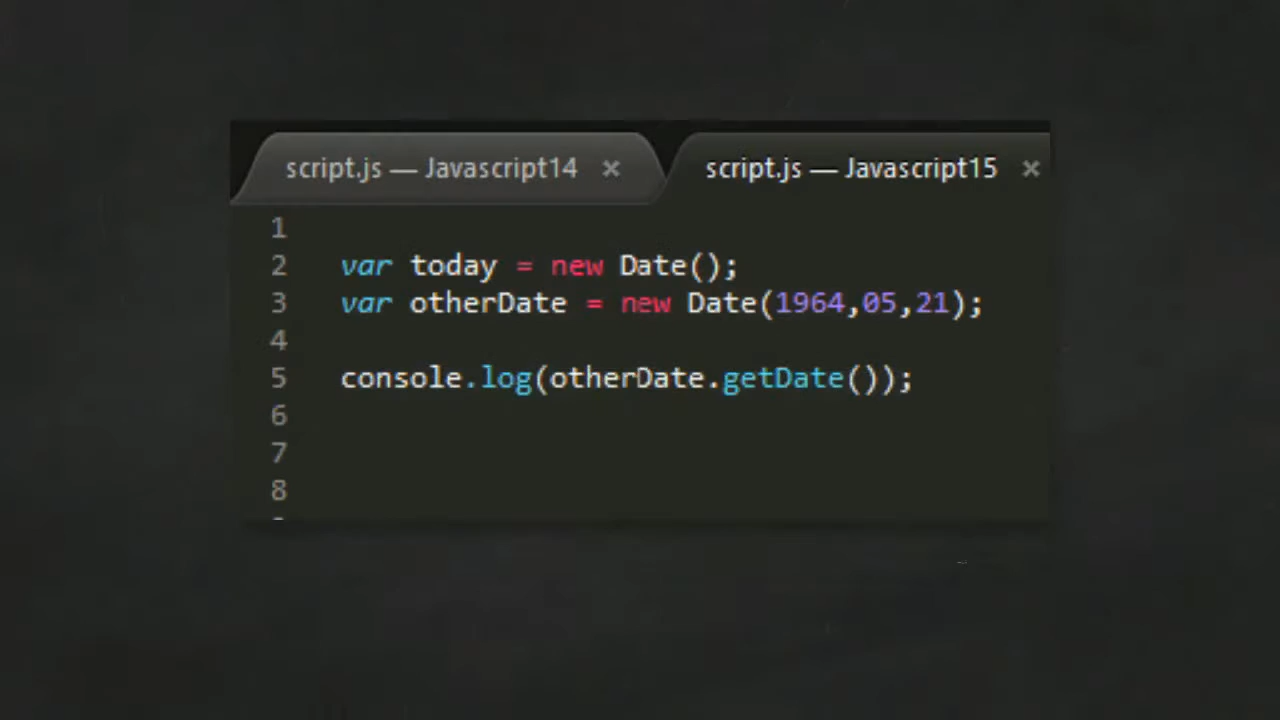 script.js — Javascript14 × script.js — Javascript15 ×
1
2 var today = new Date();
3 var otherDate = new Date(1964,05,21);
4
5 console.log(otherDate.getDate());
6
7
8